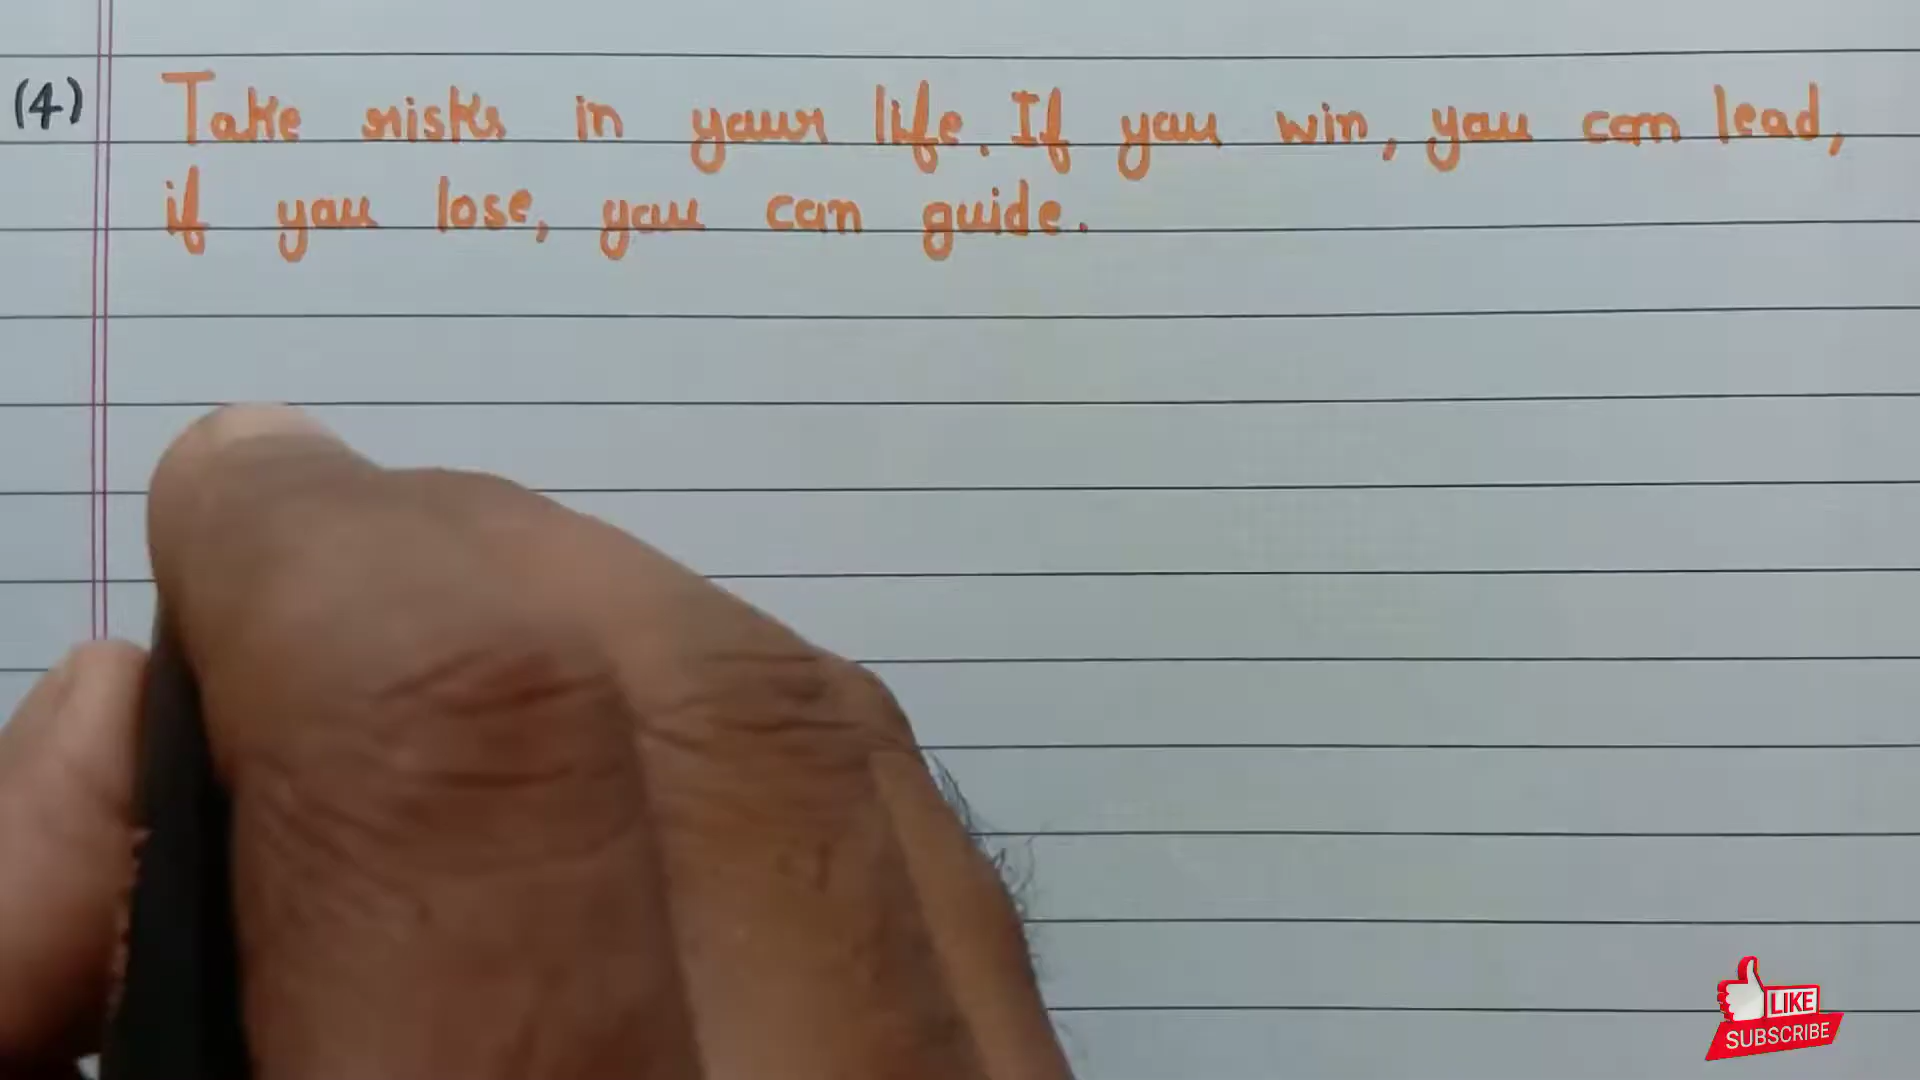 (4) Take risks in your life. If you win, you can lead,
if you lose, you can guide.
LIKE
SUBSCRIBE